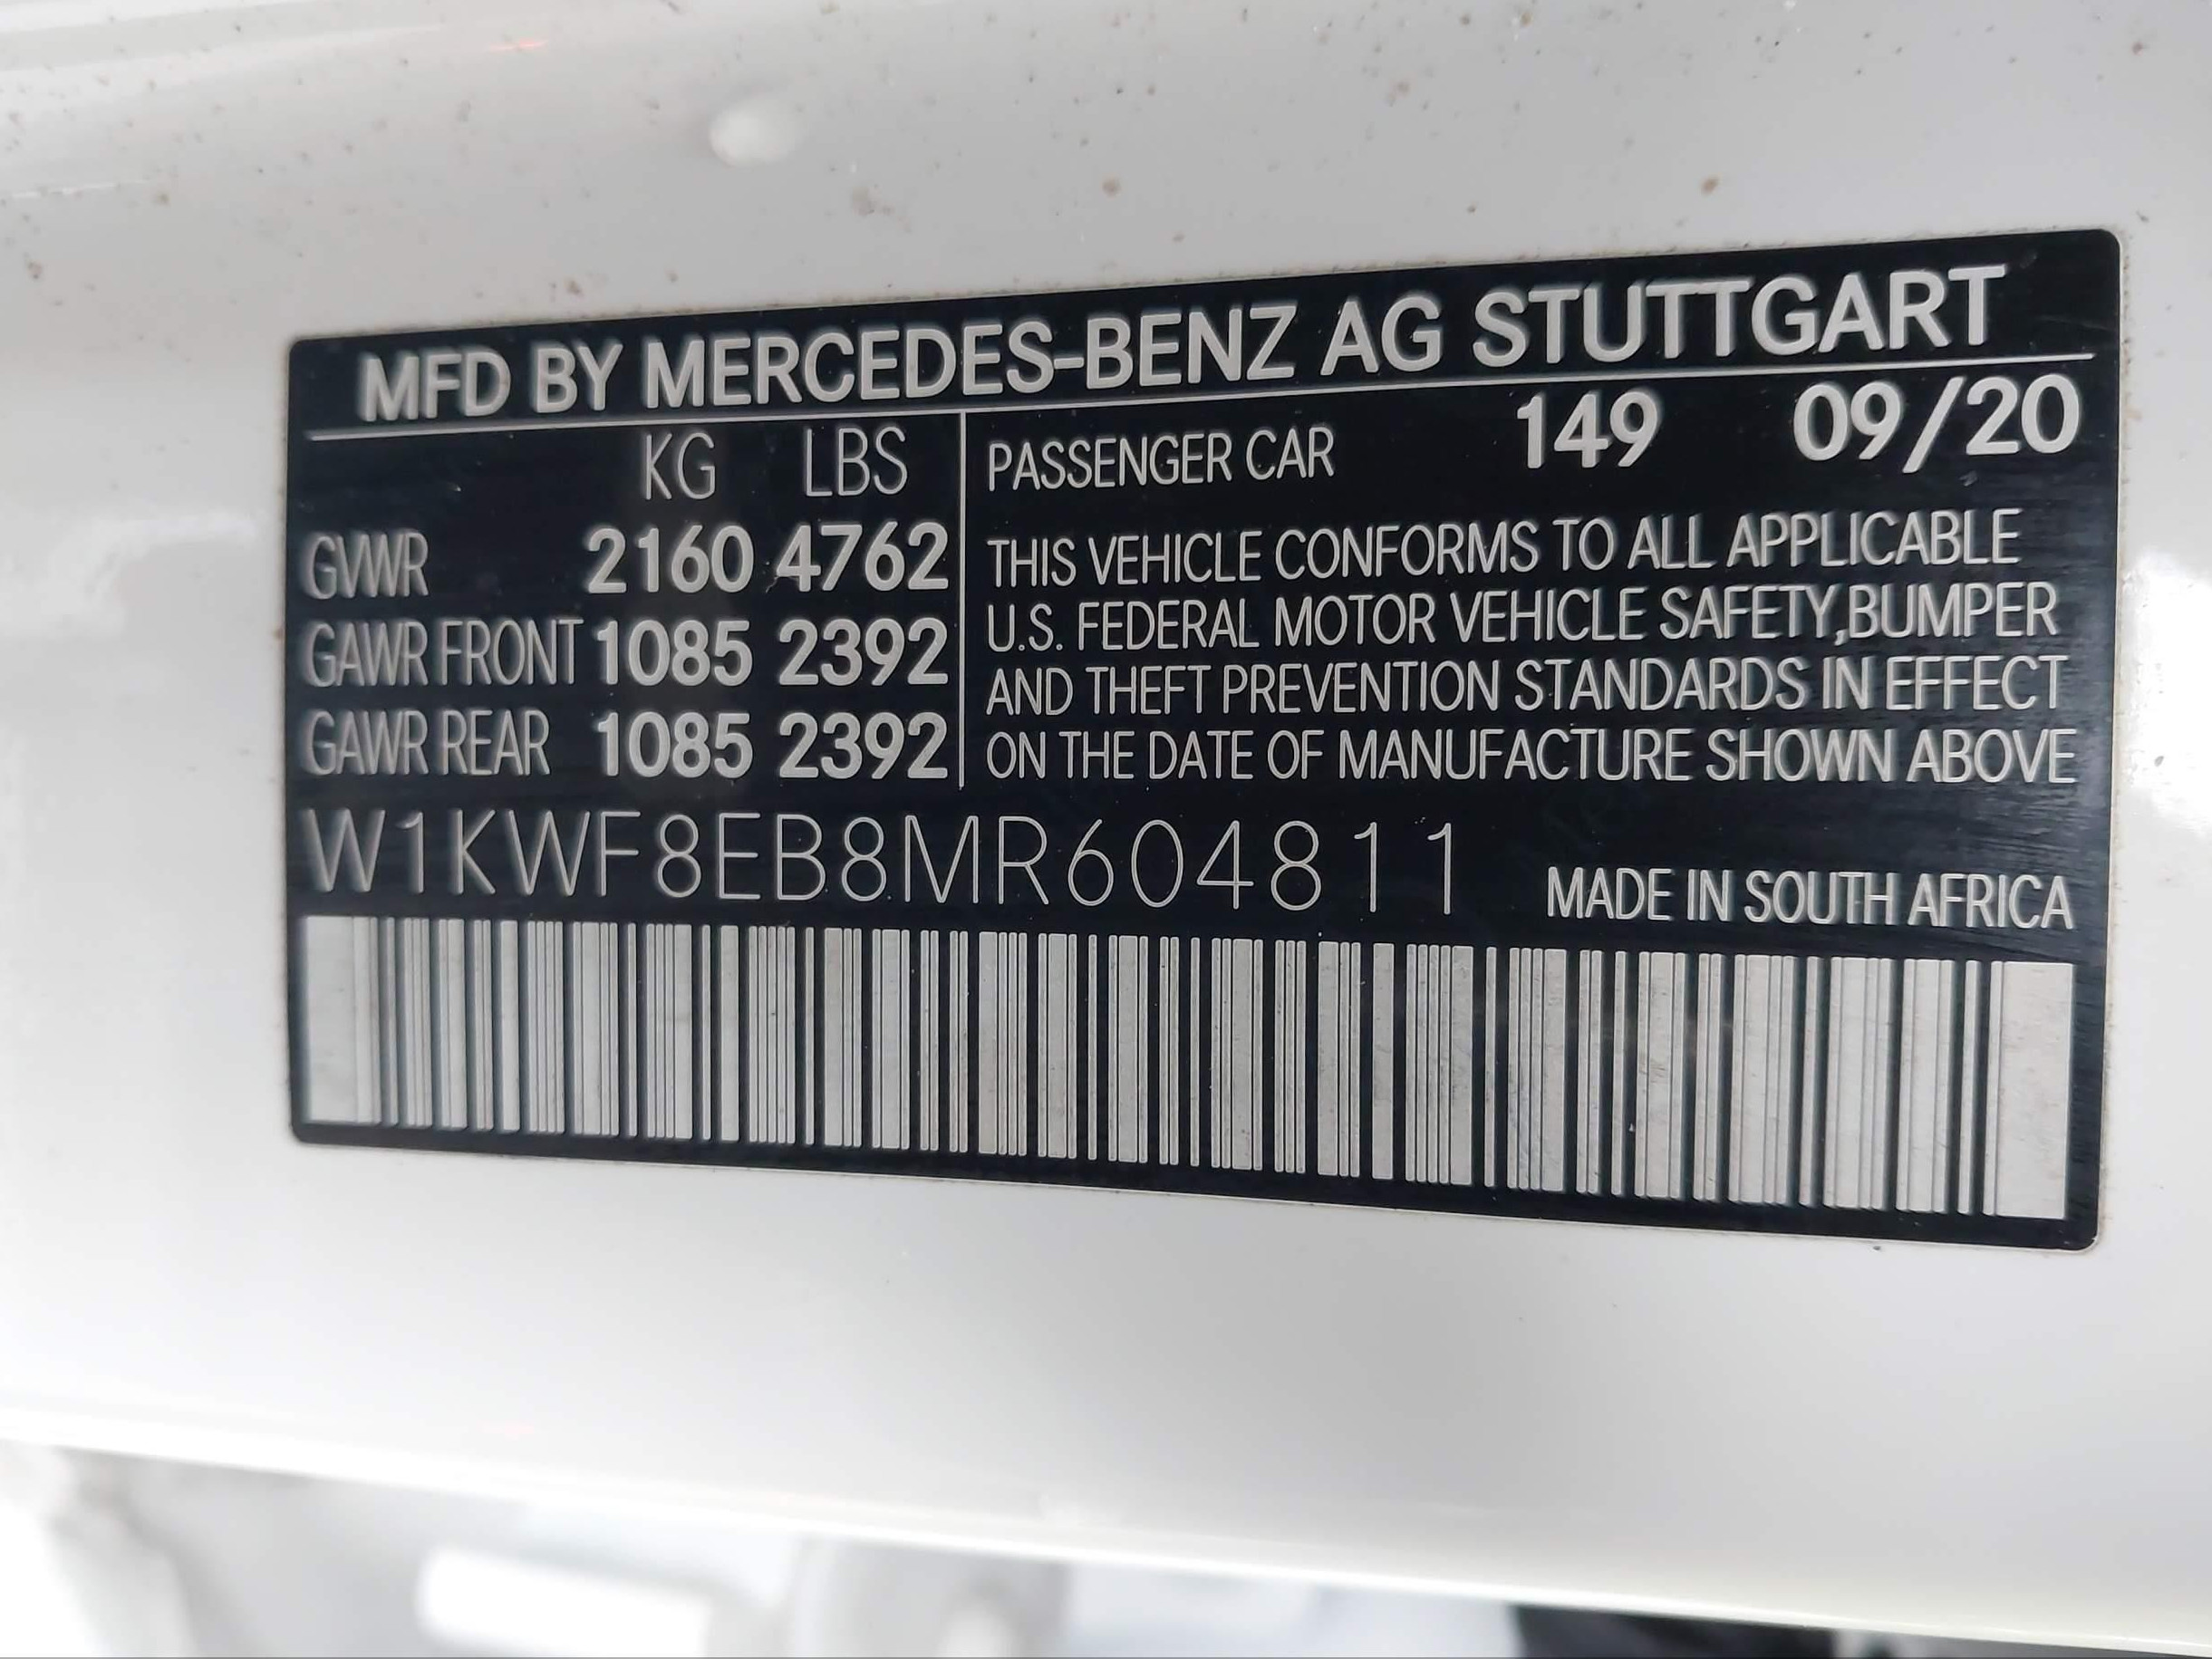 MFD BY MERCEDES-BENZ AG STUTTGART
KG LBS
GVWR 2160 4762
GAWR FRONT 1085 2392
GAWR REAR 1085 2392
PASSENGER CAR 149 09/20
THIS VEHICLE CONFORMS TO ALL APPLICABLE
U.S. FEDERAL MOTOR VEHICLE SAFETY,BUMPER
AND THEFT PREVENTION STANDARDS IN EFFECT
ON THE DATE OF MANUFACTURE SHOWN ABOVE
W1KWF8EB8MR604811
MADE IN SOUTH AFRICA